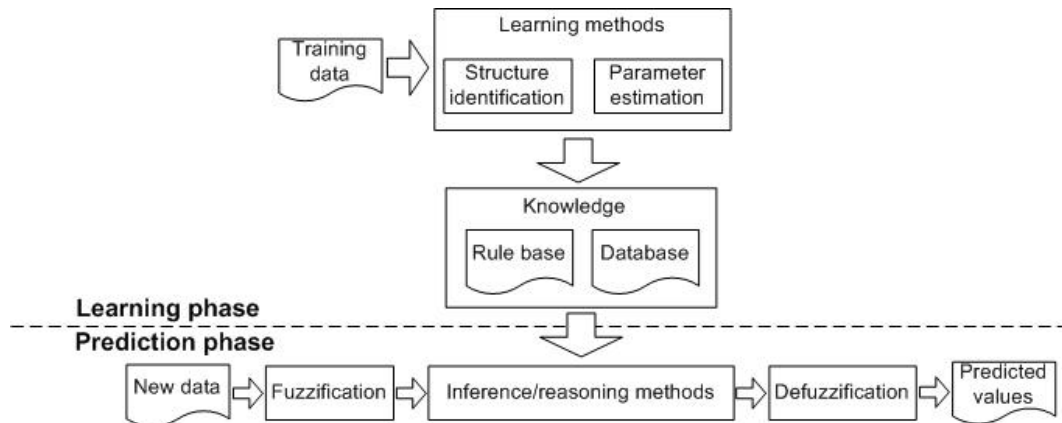 Learning methods
Training
data
Structure
identification
Parameter
estimation
Knowledge
Rule base
Database
Learning phase
Prediction phase
New data
Fuzzification
Inference/reasoning methods
Defuzzification
Predicted
values